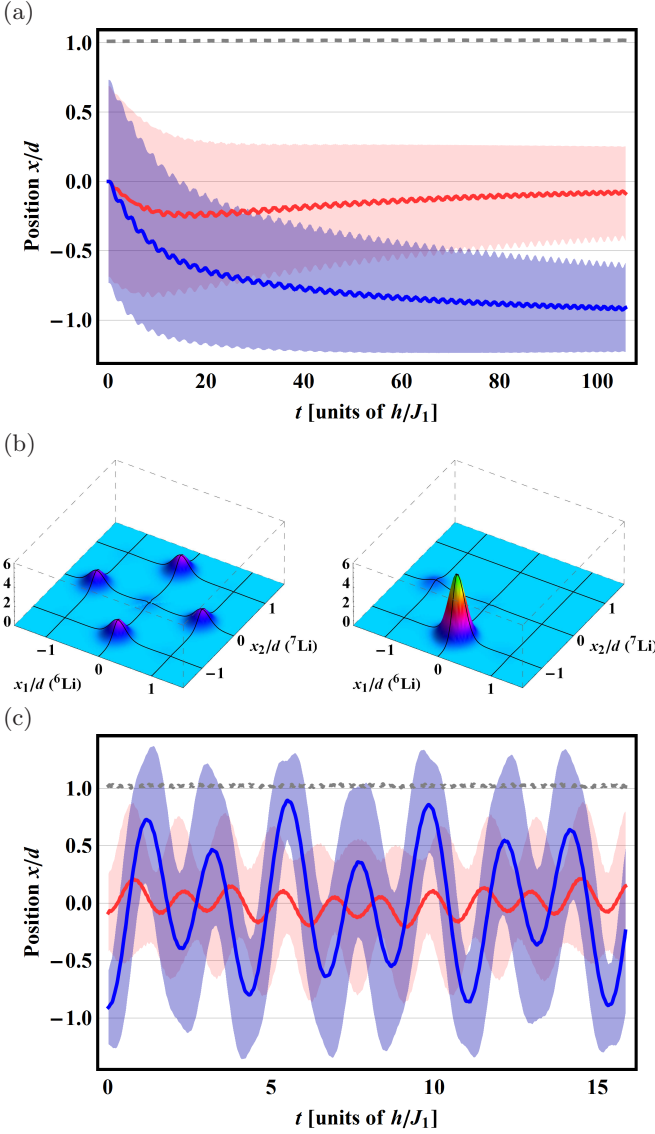 (a)
1.0
0.5
0.0
−0.5
−1.0
Position x/d
0 20 40 60 80 100
t [units of h/J₁]
(b)
6
4
2
0
−1
0
1
x₁/d (⁶Li)
−1
0
1
x₂/d (⁷Li)
6
4
2
0
−1
0
1
x₁/d (⁶Li)
−1
0
1
x₂/d (⁷Li)
(c)
1.0
0.5
0.0
−0.5
−1.0
Position x/d
0 5 10 15
t [units of h/J₁]